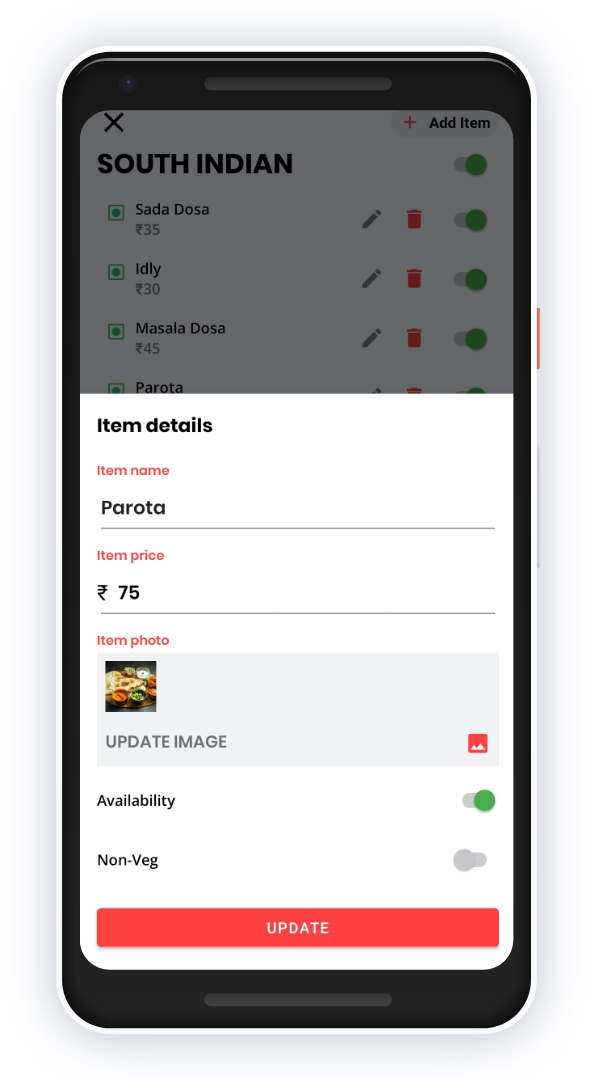 Add Item
SOUTH INDIAN
Sada Dosa
₹35
Idly
₹30
Masala Dosa
₹45
Parota
Item details
Item name
Parota
Item price
₹ 75
Item photo
UPDATE IMAGE
Availability
Non-Veg
UPDATE